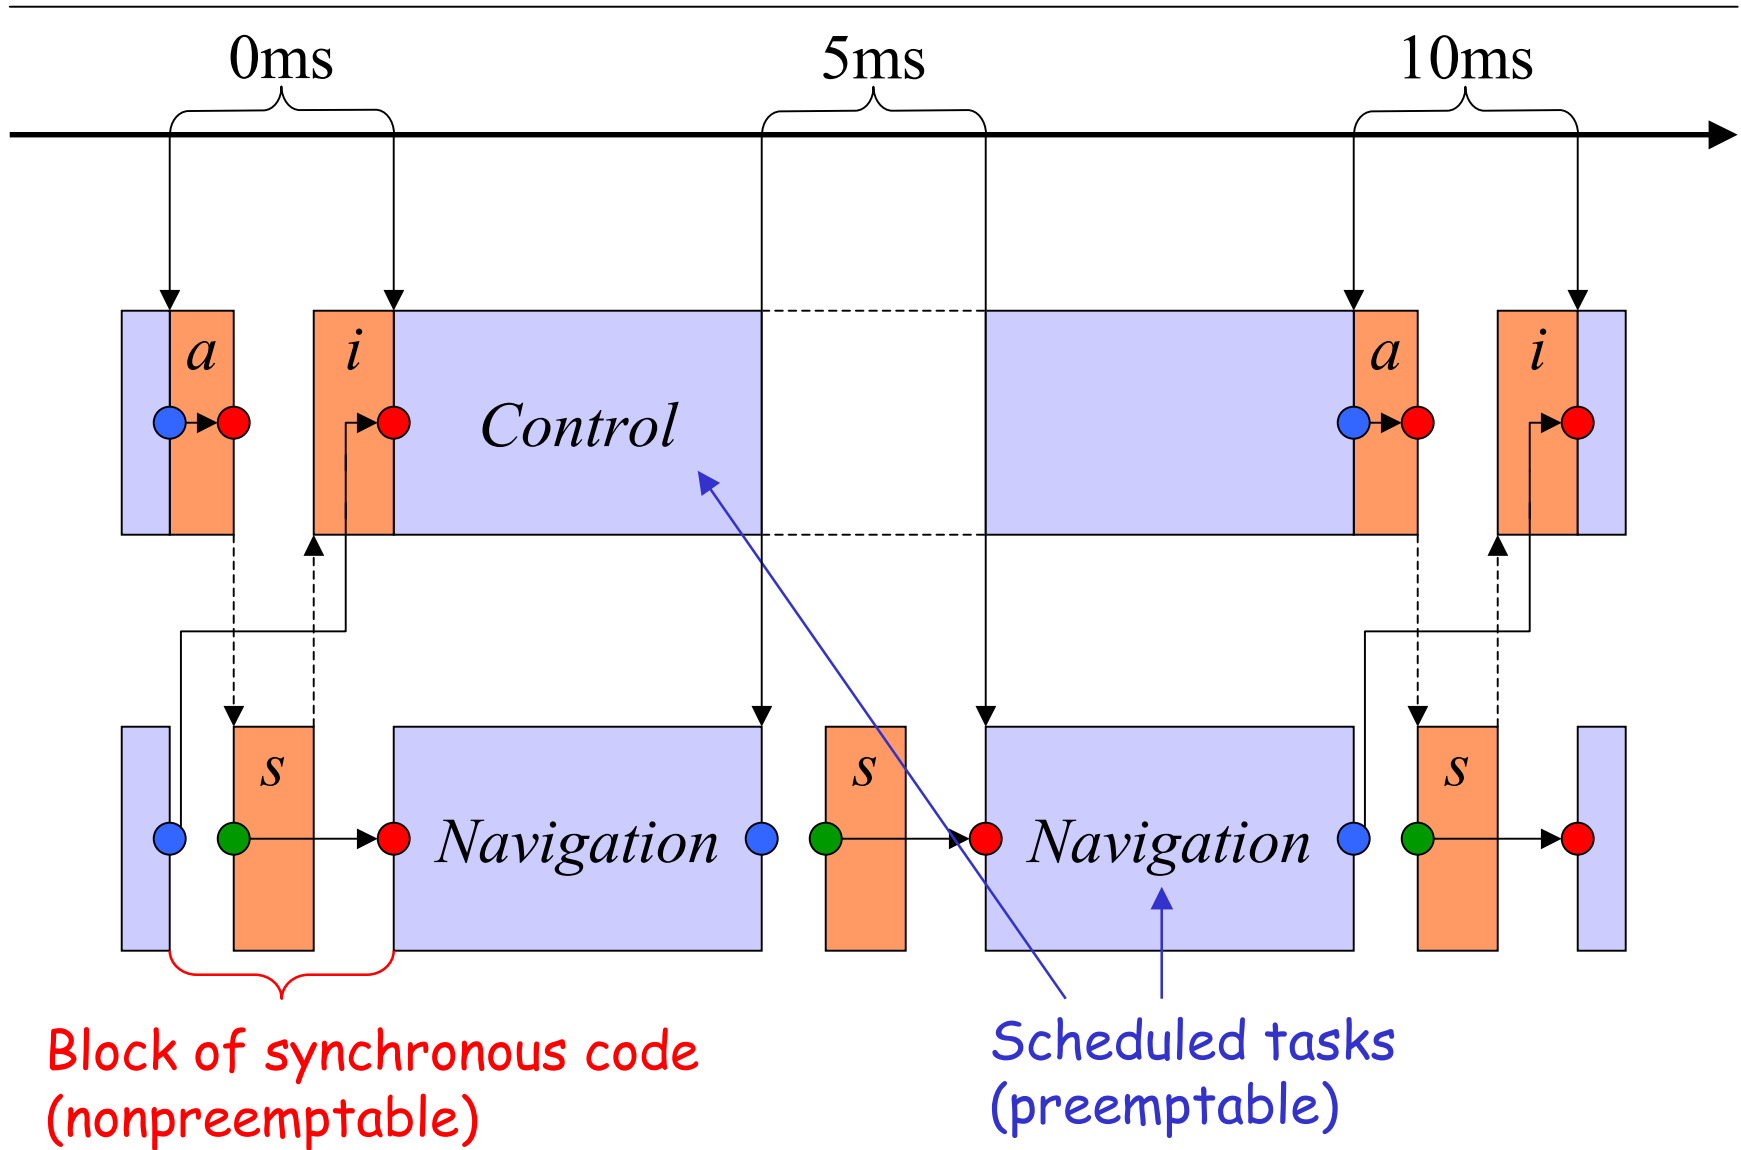 0ms 5ms 10ms
a i a i
Control
s s s
Navigation Navigation
Block of synchronous code
(nonpreemptable)
Scheduled tasks
(preemptable)